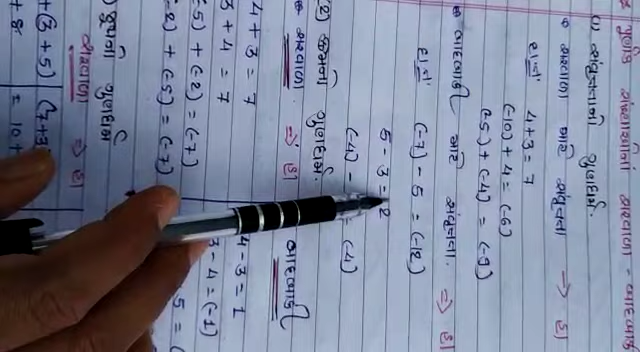 પૂર્ણાંક સંખ્યાઓનાં સરવાળા - બાદબાકી
(1) સંવૃતતાનો ગુણધર્મ.
સરવાળા માટે સંવૃતતા → હા
દા.ત. 4+3=7
(-10)+4=(-6)
(-5)+(-4)=(-9)
બાદબાકી માટે સંવૃતતા. ⇒ હા
દા.ત. (-7)-5=(-12)
5-3=2
(-4)- = (-4)
(2) ક્રમનો ગુણધર્મ.
સરવાળા ⇒ હા બાદબાકી
4+3=7 4-3=1
3+4=7 3-4=(-1)
(-5)+(-2)=(-7) 5=(
(-2)+(-5)=(-7)
) જૂથનો ગુણધર્મ
સરવાળા ⇒ હા
+(3+5) (7+3
+8 =10+